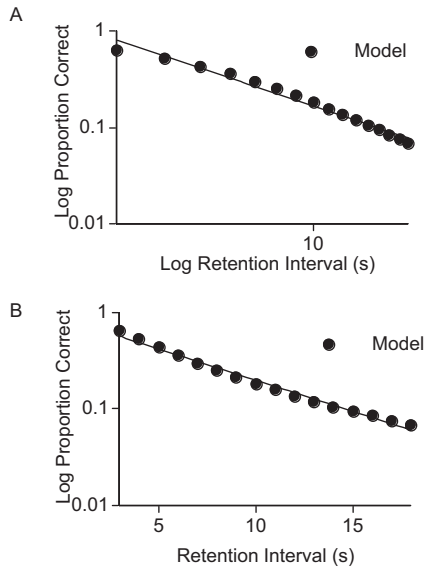 A
1
Model
0.1
Log Proportion Correct
0.01
10
Log Retention Interval (s)
B
1
Model
0.1
Log Proportion Correct
0.01
5 10 15
Retention Interval (s)